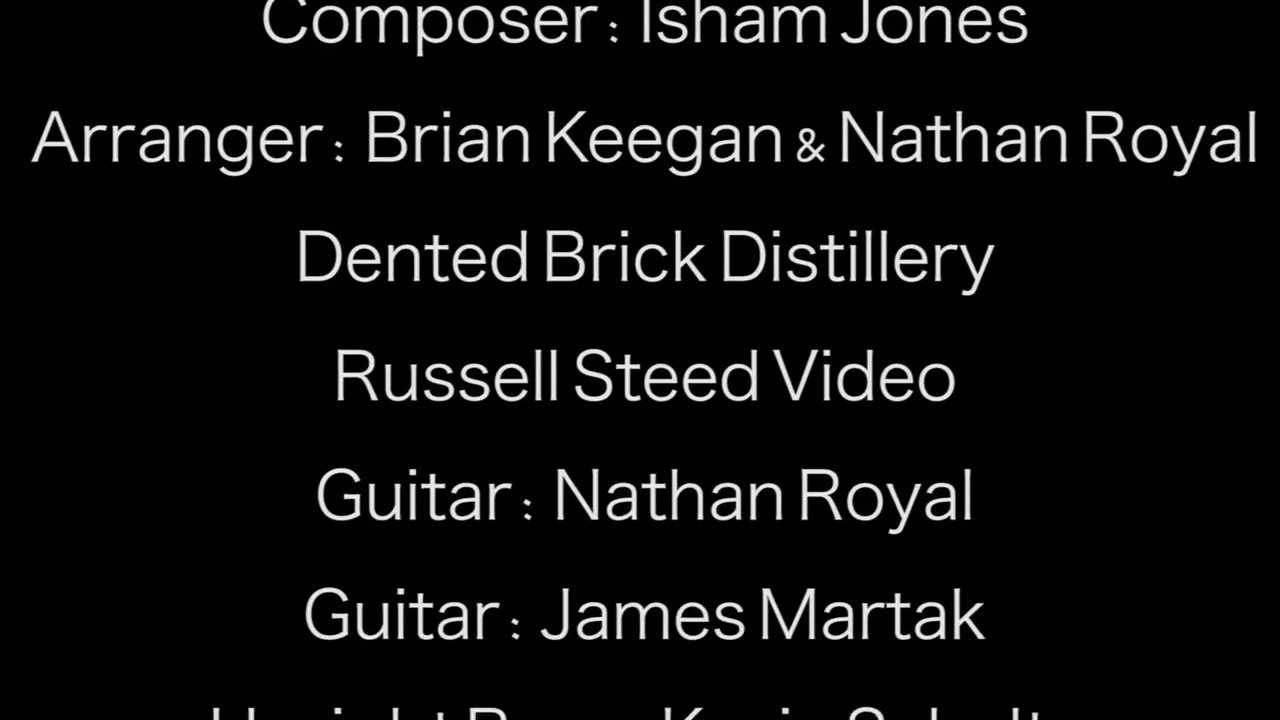 Composer: Isham Jones
Arranger: Brian Keegan & Nathan Royal
Dented Brick Distillery
Russell Steed Video
Guitar: Nathan Royal
Guitar: James Martak